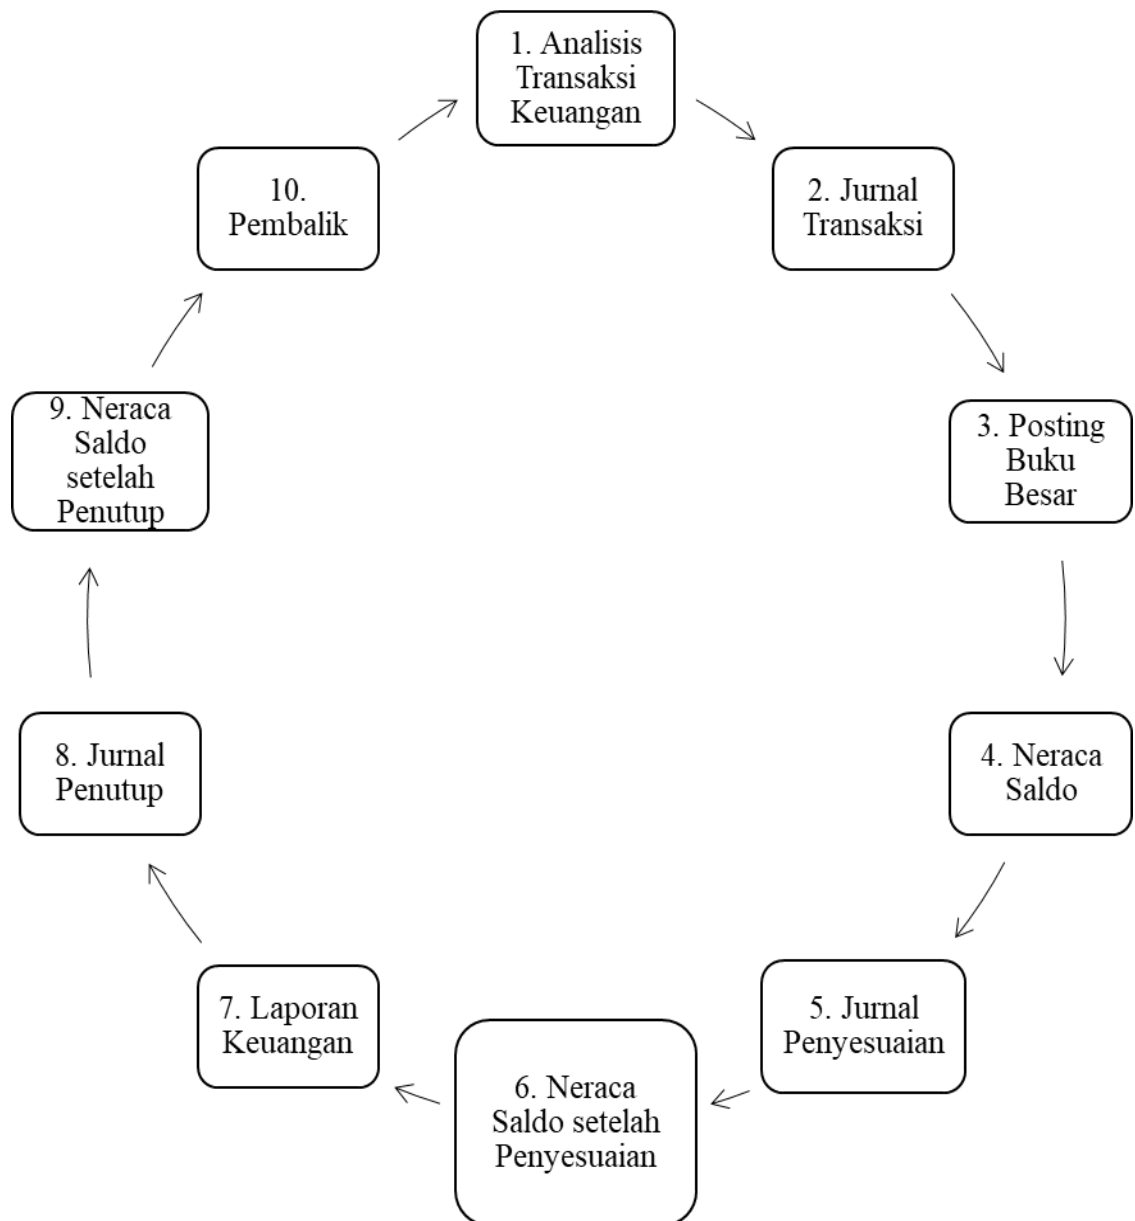 1. Analisis
Transaksi
Keuangan
2. Jurnal
Transaksi
3. Posting
Buku
Besar
4. Neraca
Saldo
5. Jurnal
Penyesuaian
6. Neraca
Saldo setelah
Penyesuaian
7. Laporan
Keuangan
8. Jurnal
Penutup
9. Neraca
Saldo
setelah
Penutup
10.
Pembalik